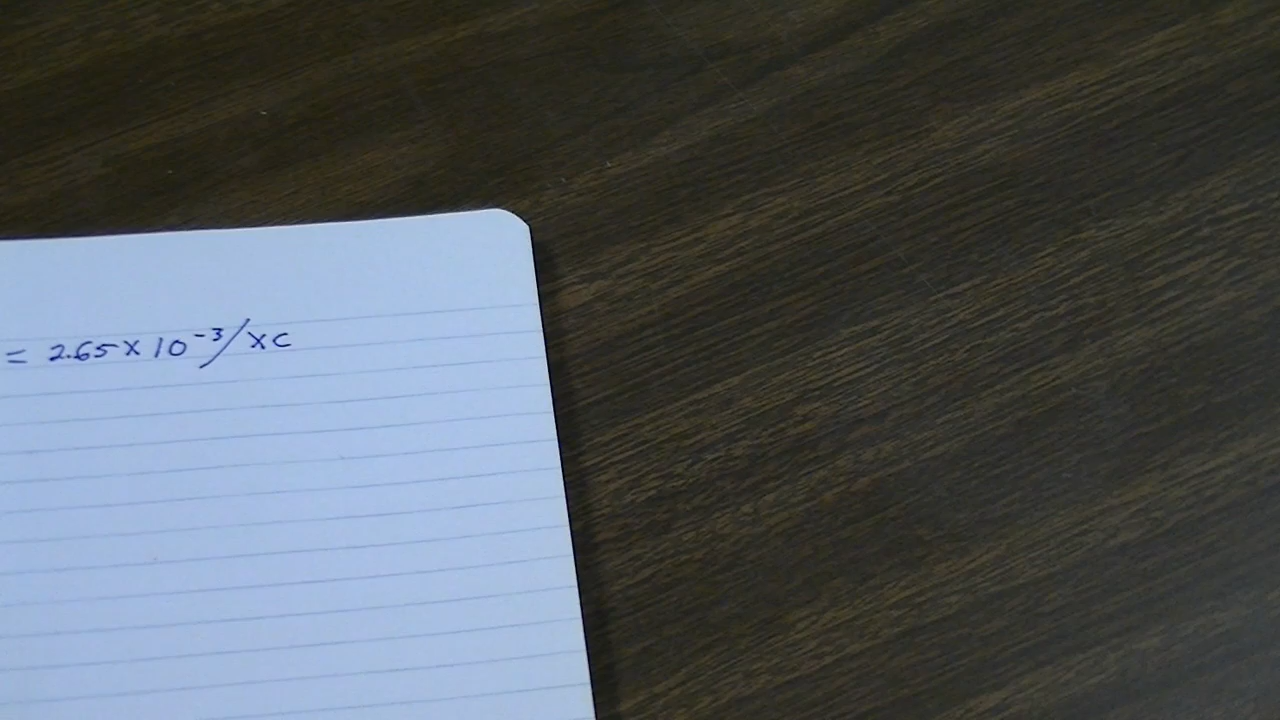 = 2.65 x 10⁻³/xc